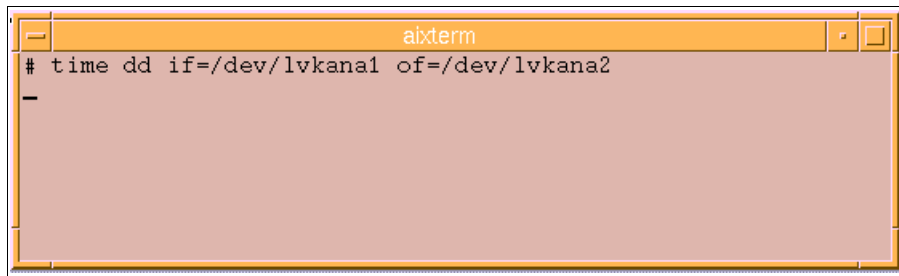 aixterm
# time dd if=/dev/lvkana1 of=/dev/lvkana2